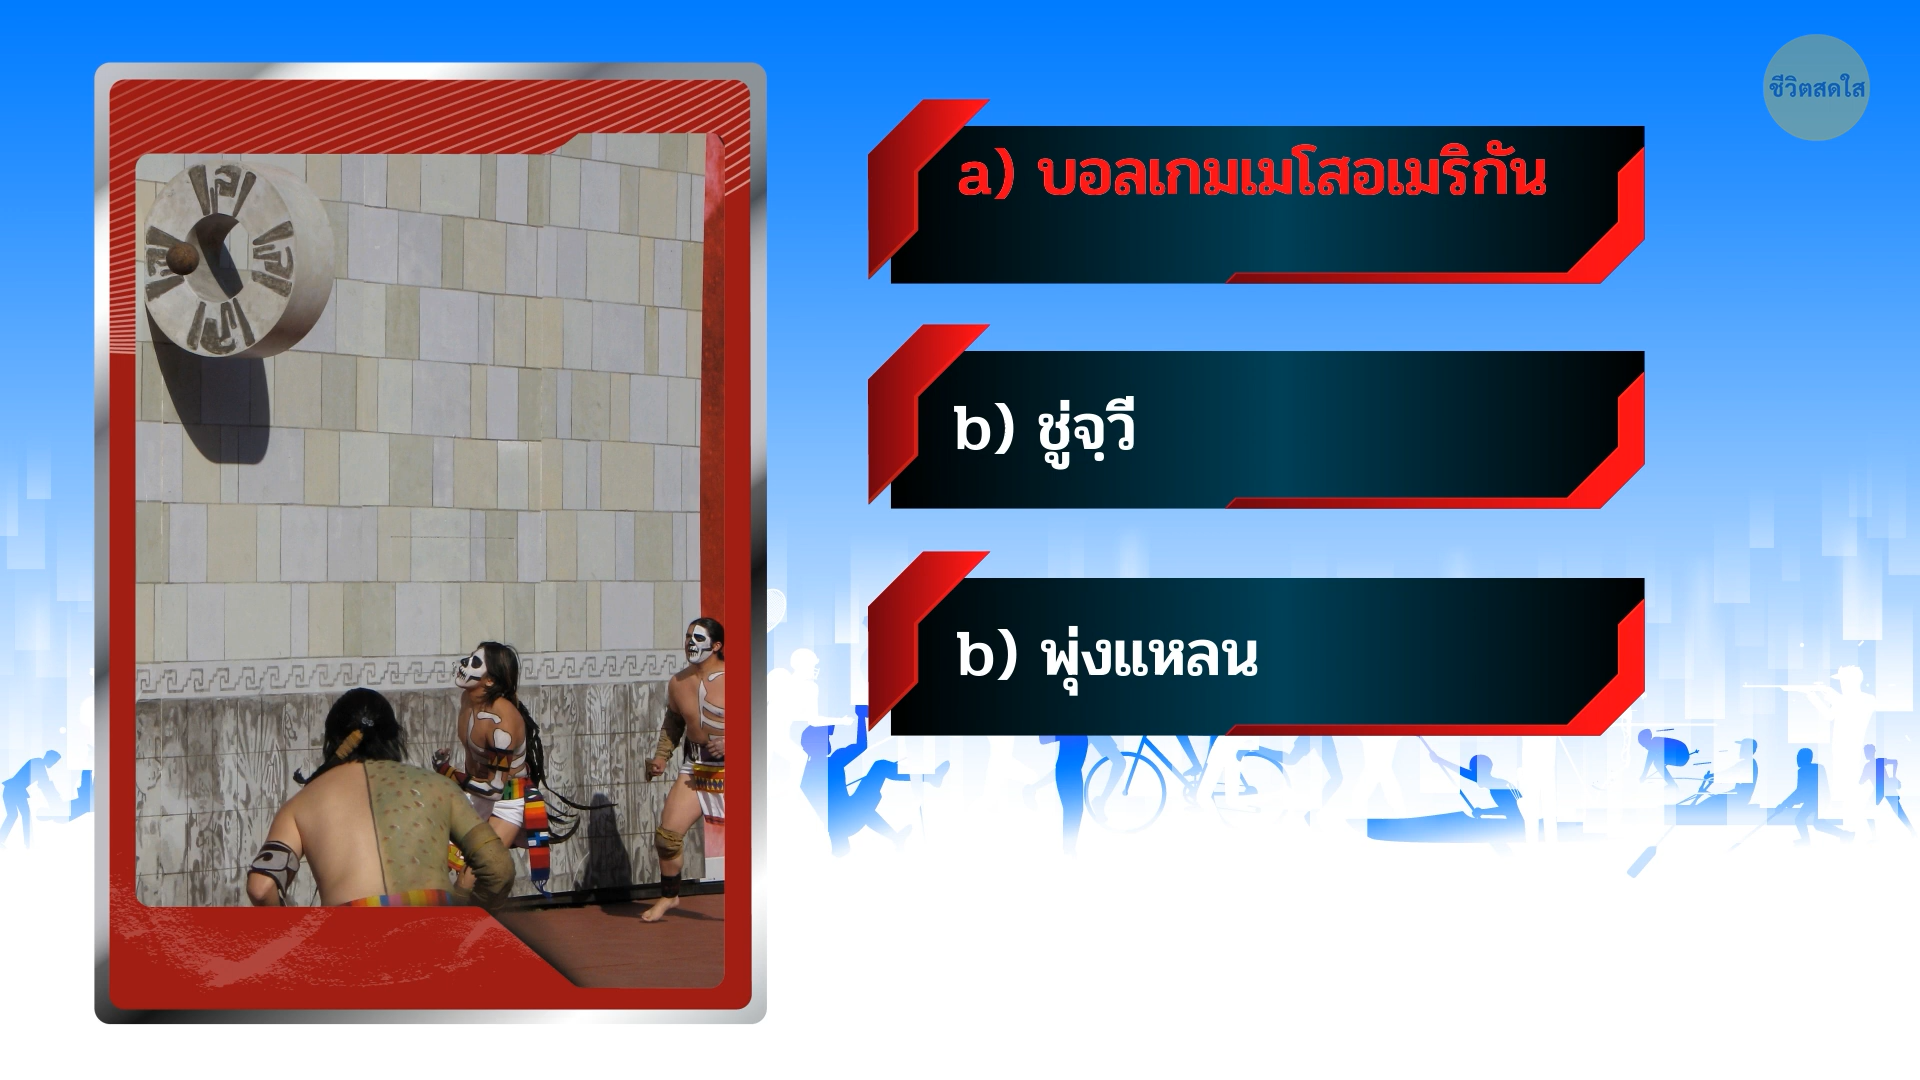 ชีวิตสดใส
a) บอลเกมเมโสอเมริกัน
b) ชู่จฺวี
b) พุ่งแหลน